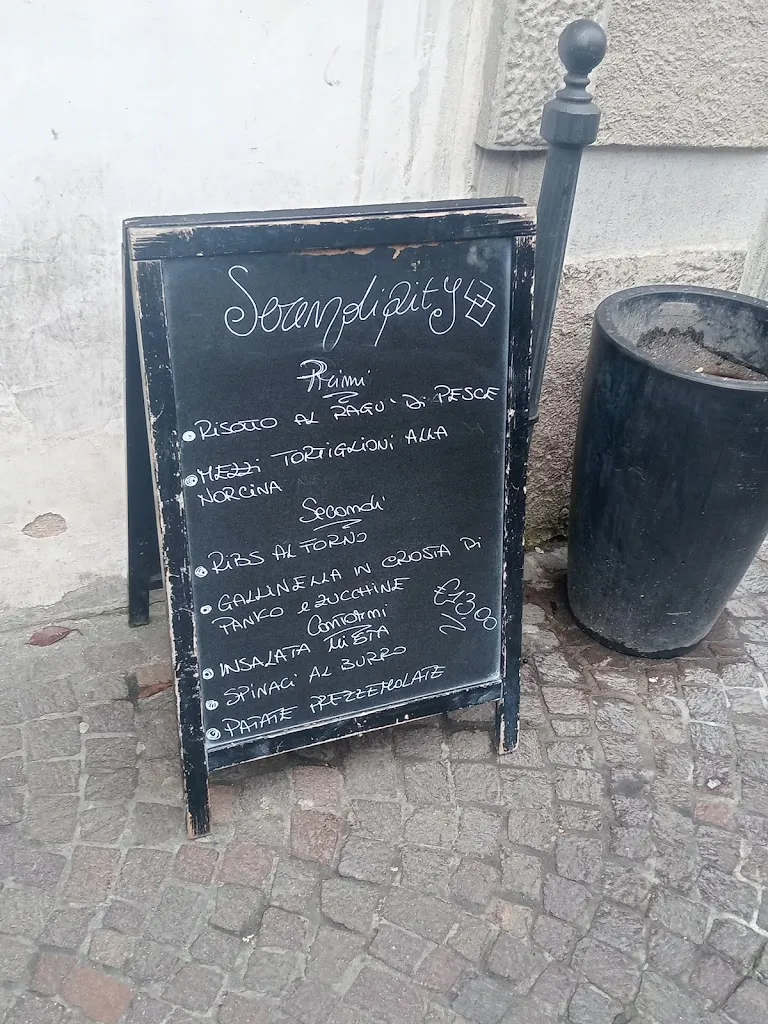 Serendipity
Primi
RISOTTO AL RAGU' DI PESCE
MEZZI TORTIGLIONI ALLA
NORCINA
Secondi
RIBS AL FORNO
GALLINELLA IN CROSTA DI
PANKO e ZUCCHINE
Contorni
€13,00
INSALATA MISTA
SPINACI AL BURRO
PATATE PREZZEMOLATE